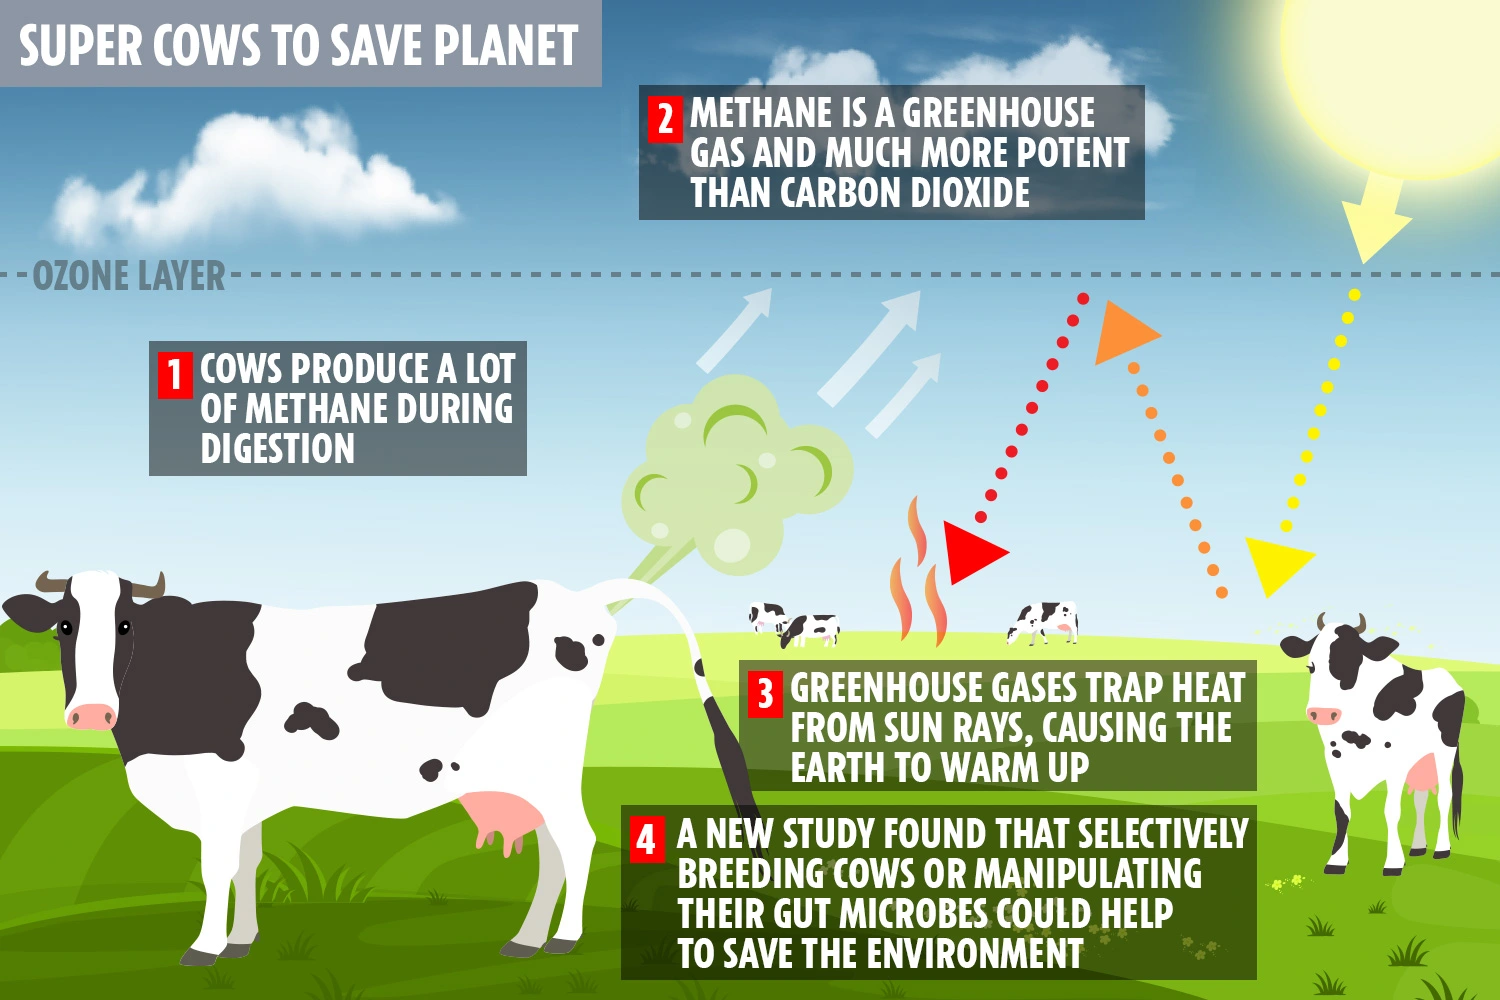 SUPER COWS TO SAVE PLANET
2 METHANE IS A GREENHOUSE
GAS AND MUCH MORE POTENT
THAN CARBON DIOXIDE
OZONE LAYER
1 COWS PRODUCE A LOT
OF METHANE DURING
DIGESTION
3 GREENHOUSE GASES TRAP HEAT
FROM SUN RAYS, CAUSING THE
EARTH TO WARM UP
4 A NEW STUDY FOUND THAT SELECTIVELY
BREEDING COWS OR MANIPULATING
THEIR GUT MICROBES COULD HELP
TO SAVE THE ENVIRONMENT